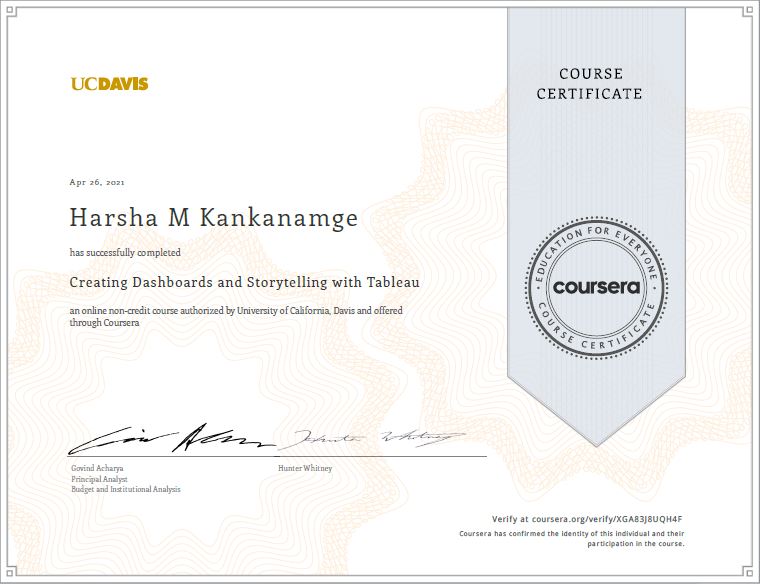 UCDAVIS
COURSE
CERTIFICATE
Apr 26, 2021
Harsha M Kankanamge
has successfully completed
Creating Dashboards and Storytelling with Tableau
an online non-credit course authorized by University of California, Davis and offered
through Coursera
EDUCATION FOR EVERYONE
coursera
COURSE CERTIFICATE
Govind Acharya
Principal Analyst
Budget and Institutional Analysis
Hunter Whitney
Hunter Whitney
Verify at coursera.org/verify/XGA83J8UQH4F
Coursera has confirmed the identity of this individual and their
participation in the course.